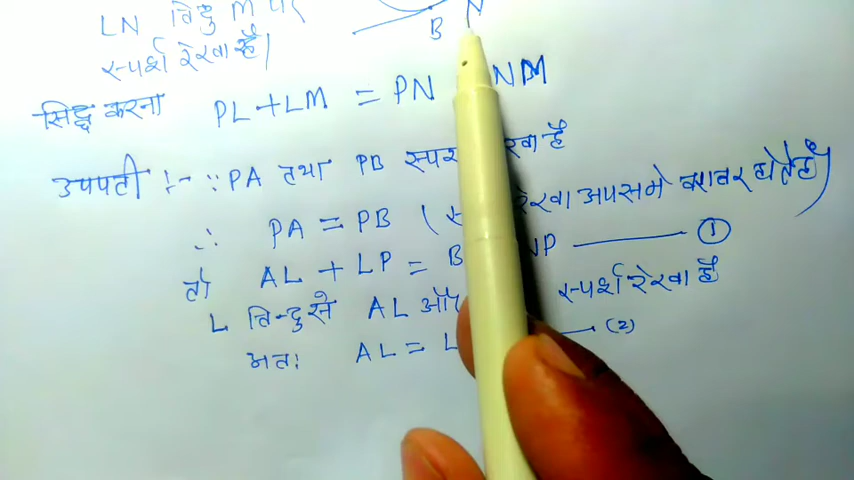 B N
LN बिन्दु M पर
स्पर्श रेखा है।
सिद्ध करना PL + LM = PN NM
उपपती :- ∵ PA तथा PB है
∴ PA = PB ( रेखा अपसमे बराबर होतेहैं)
तो AL + LP = B NP ——— ①
L बिन्दुसे AL और स्पर्श रेखा है
अतः AL = L — (2)